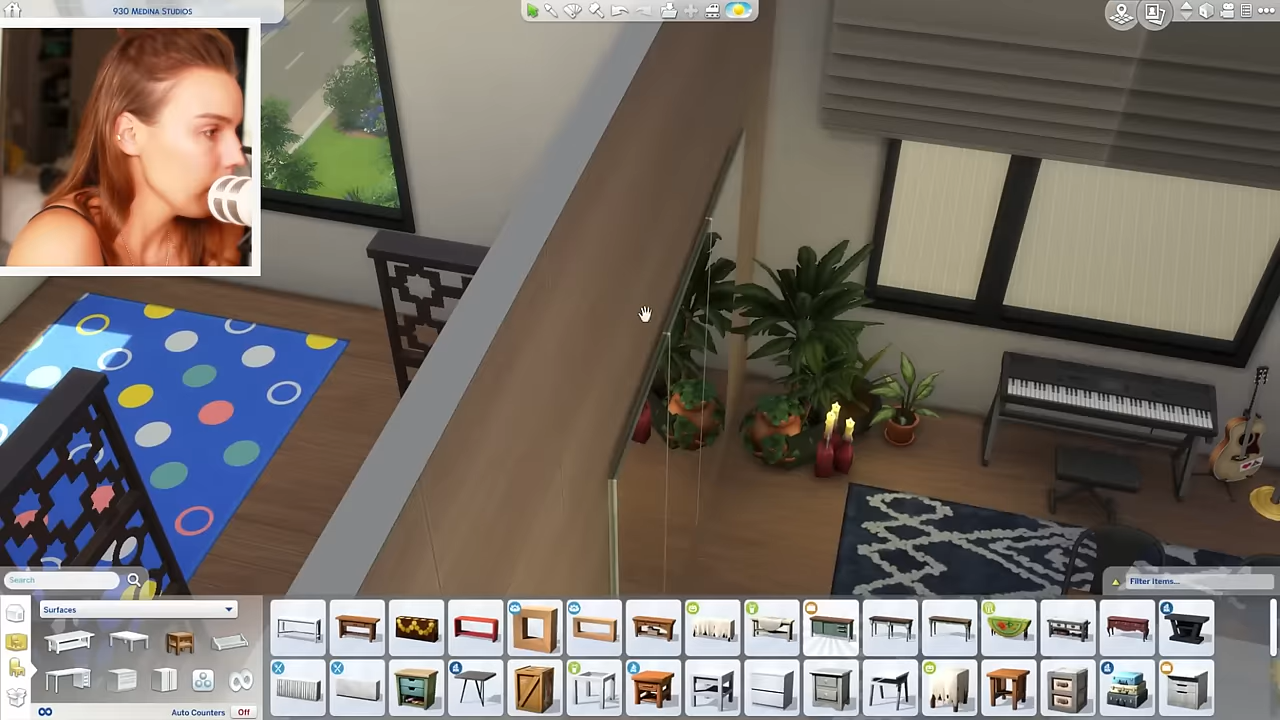 930 Medina Studios
Search
Filter Items...
Surfaces
Auto Counters Off